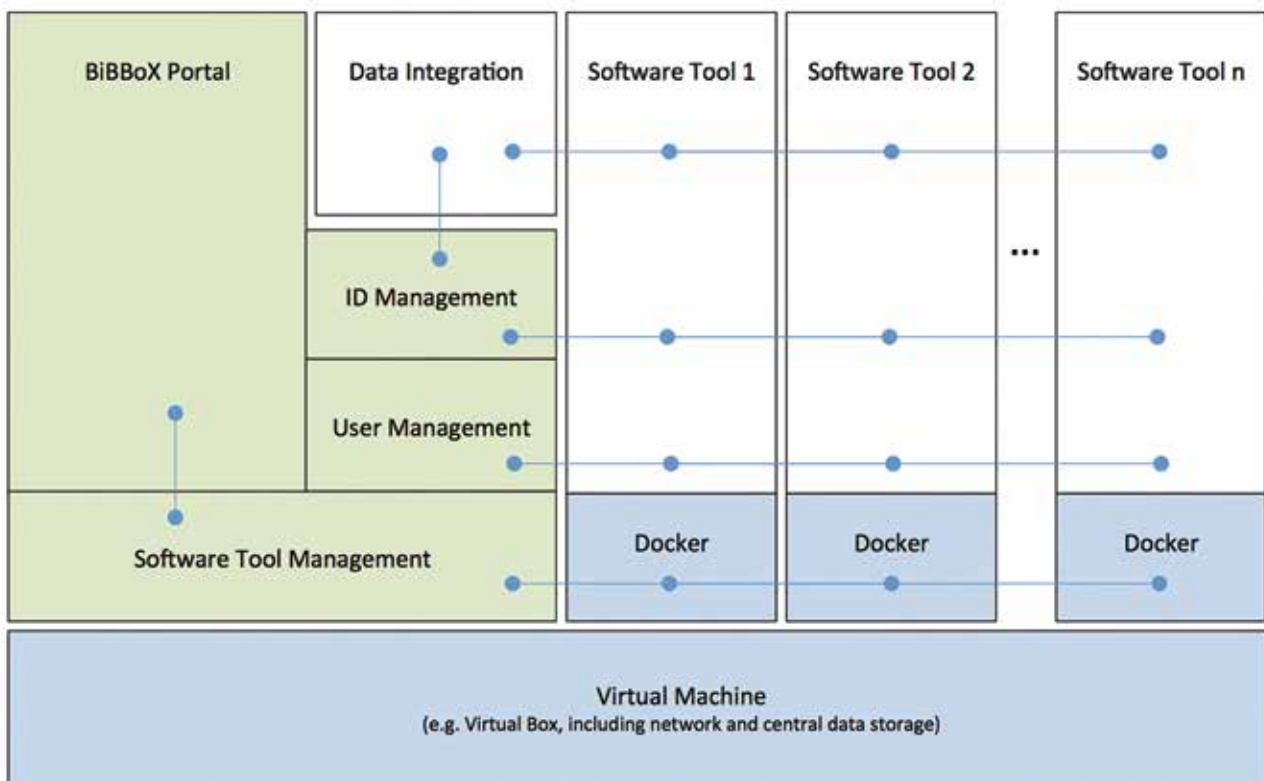 BiBBoX Portal
Data Integration
Software Tool 1
Software Tool 2
Software Tool n
...
ID Management
User Management
Software Tool Management
Docker
Docker
Docker
Virtual Machine
(e.g. Virtual Box, including network and central data storage)